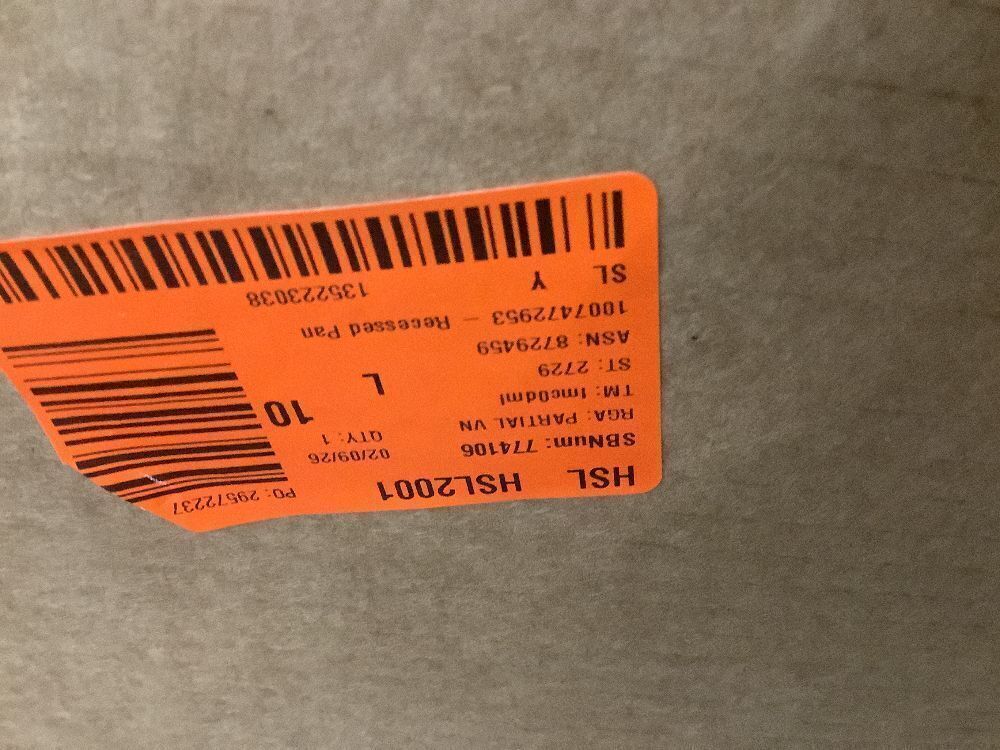 HSL HSL2001 PO: 29572237
SBNum: 774106 02/09/26
RGA: PARTIAL VN QTY: 1
TM: fmc0dml 10
ST: 2729 L
ASN: 8729459
1007472953 - Recessed Pan
SL Y 135223038